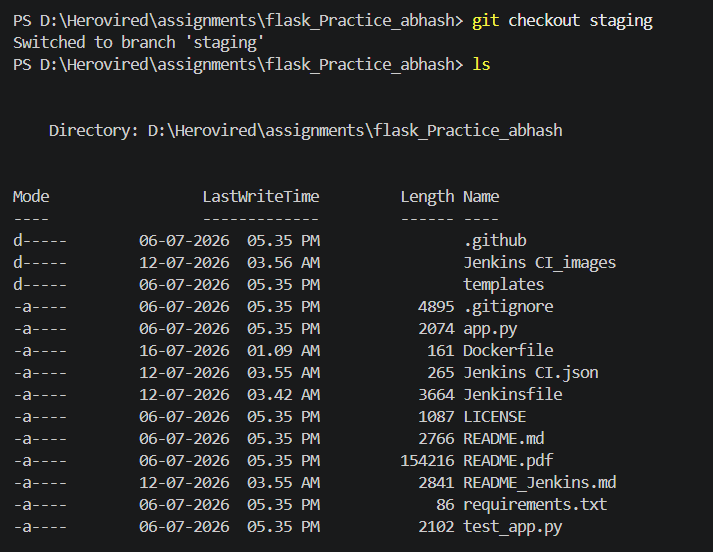 PS D:\Herovired\assignments\flask_Practice_abhash> git checkout staging
Switched to branch 'staging'
PS D:\Herovired\assignments\flask_Practice_abhash> ls
    Directory: D:\Herovired\assignments\flask_Practice_abhash
Mode                 LastWriteTime         Length Name
----                 -------------         ------ ----
d-----        06-07-2026  05.35 PM                .github
d-----        12-07-2026  03.56 AM                Jenkins CI_images
d-----        06-07-2026  05.35 PM                templates
-a----        06-07-2026  05.35 PM           4895 .gitignore
-a----        06-07-2026  05.35 PM           2074 app.py
-a----        16-07-2026  01.09 AM            161 Dockerfile
-a----        12-07-2026  03.55 AM            265 Jenkins CI.json
-a----        12-07-2026  03.42 AM           3664 Jenkinsfile
-a----        06-07-2026  05.35 PM           1087 LICENSE
-a----        06-07-2026  05.35 PM           2766 README.md
-a----        06-07-2026  05.35 PM         154216 README.pdf
-a----        12-07-2026  03.55 AM           2841 README_Jenkins.md
-a----        06-07-2026  05.35 PM             86 requirements.txt
-a----        06-07-2026  05.35 PM           2102 test_app.py